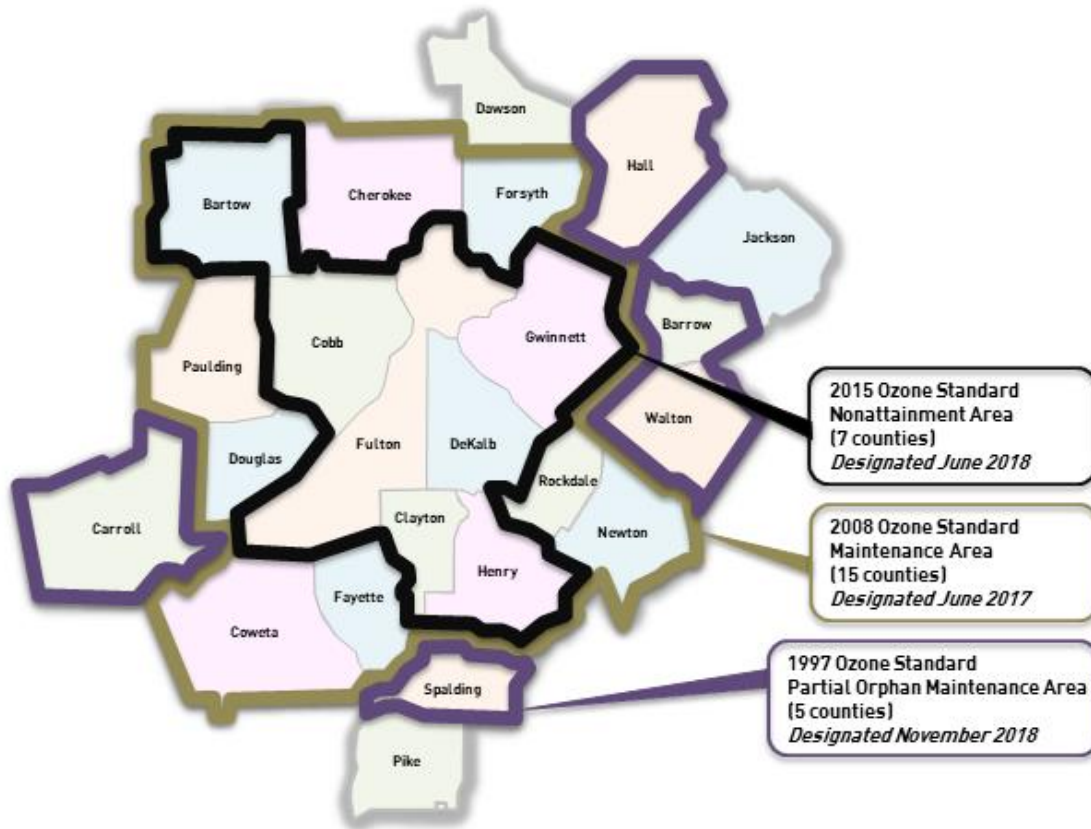 Dawson
Hall
Cherokee
Forsyth
Bartow
Jackson
Barrow
Gwinnett
Cobb
Paulding
Walton
Fulton
DeKalb
Douglas
Rockdale
Clayton
Carroll
Newton
Henry
Fayette
Coweta
Spalding
Pike
2015 Ozone Standard
Nonattainment Area
(7 counties)
Designated June 2018
2008 Ozone Standard
Maintenance Area
(15 counties)
Designated June 2017
1997 Ozone Standard
Partial Orphan Maintenance Area
(5 counties)
Designated November 2018